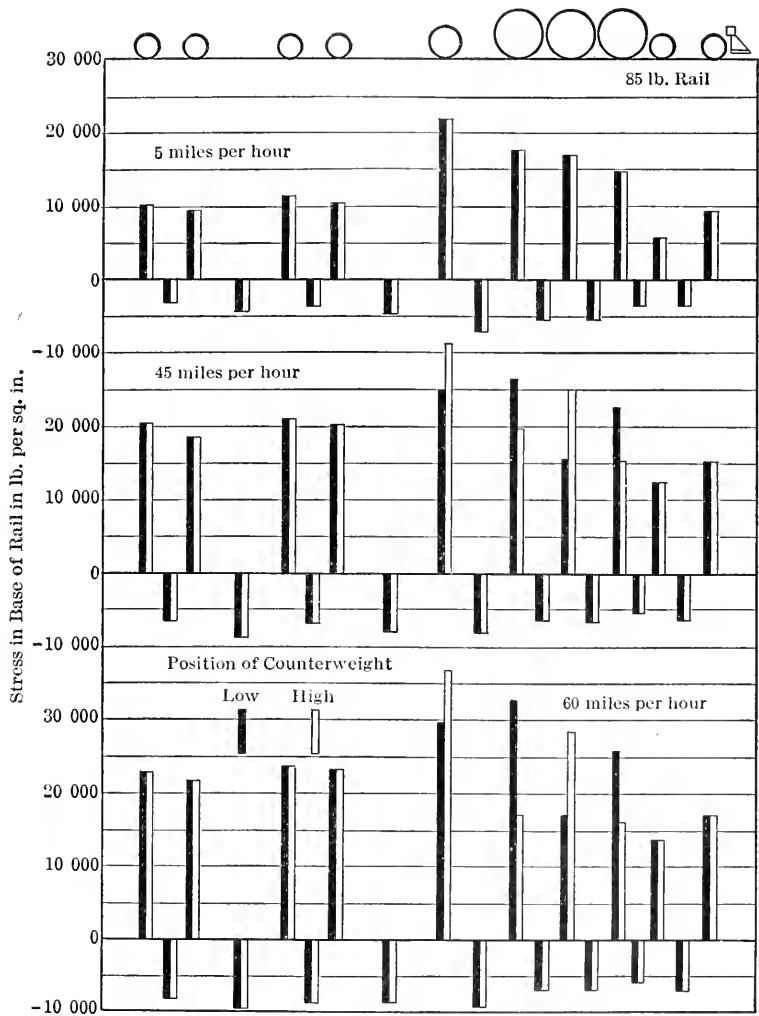 30 000
85 lb. Rail
20 000
5 miles per hour
10 000
0
-10 000
45 miles per hour
20 000
10 000
0
-10 000
Position of Counterweight
Low High
30 000
60 miles per hour
20 000
10 000
0
-10 000
Stress in Base of Rail in lb. per sq. in.